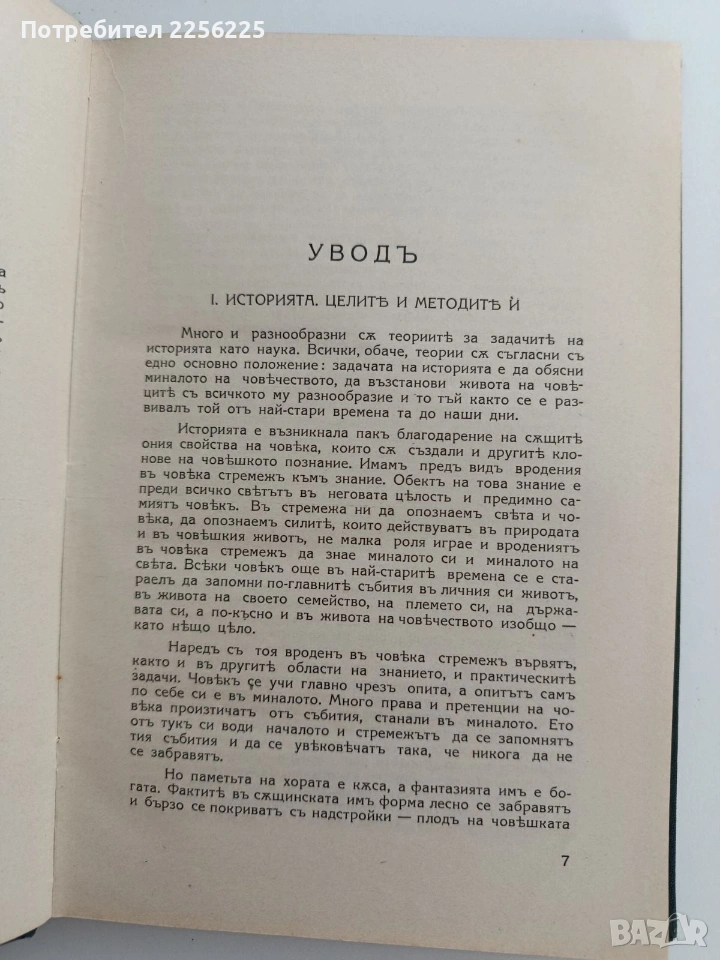 Потребител 2256225
УВОДЪ
I. ИСТОРИЯТА. ЦЕЛИТѢ И МЕТОДИТѢ Ѝ
Много и разнообразни сѫ теориитѣ за задачитѣ на
историята като наука. Всички, обаче, теории сѫ съгласни съ
едно основно положение: задачата на историята е да обясни
миналото на човѣчеството, да възстанови живота на човѣ-
цитѣ съ всичкото му разнообразие и то тъй както се е раз-
вивалъ той отъ най-стари времена та до наши дни.
Историята е възникнала пакъ благодарение на сѫщитѣ
ония свойства на човѣка, които сѫ създали и другитѣ кло-
нове на човѣшкото познание. Имамъ предъ видъ вродения
въ човѣка стремежъ къмъ знание. Обектъ на това знание е
преди всичко свѣтътъ въ неговата цѣлость и предимно са-
миятъ човѣкъ. Въ стремежа ни да опознаемъ свѣта и чо-
вѣка, да опознаемъ силитѣ, които действуватъ въ природата
и въ човѣшкия животъ, не малка роля играе и вродениятъ
въ човѣка стремежъ да знае миналото си и миналото на
свѣта. Всѣки човѣкъ още въ най-старитѣ времена се е ста-
раелъ да запомни по-главнитѣ събития въ личния си животъ,
въ живота на своето семейство, на племето си, на държа-
вата си, а по-късно и въ живота на човѣчеството изобщо —
като нѣщо цѣло.
Наредъ съ тоя вроденъ въ човѣка стремежъ вървятъ,
както и въ другитѣ области на знанието, и практическитѣ
задачи. Човѣкъ се учи главно чрезъ опита, а опитътъ самъ
по себе си е въ миналото. Много права и претенции на чо-
вѣка произтичатъ отъ събития, станали въ миналото. Ето
отъ тукъ си води началото и стремежътъ да се запомнятъ
тия събития и да се увѣковѣчатъ така, че никога да не
се забравятъ.
Но паметьта на хората е кѫса, а фантазията имъ е бо-
гата. Фактитѣ въ сѫщинската имъ форма лесно се забравятъ
и бързо се покриватъ съ надстройки — плодъ на човѣшката
7
BAZAR